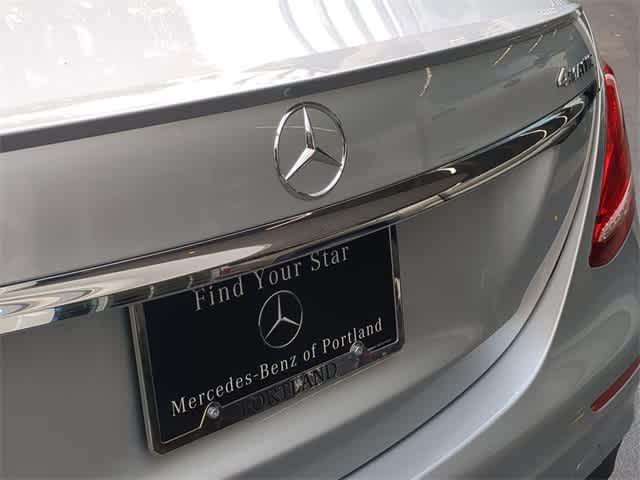 4MATIC
Find Your Star
Mercedes-Benz of Portland
PORTLAND